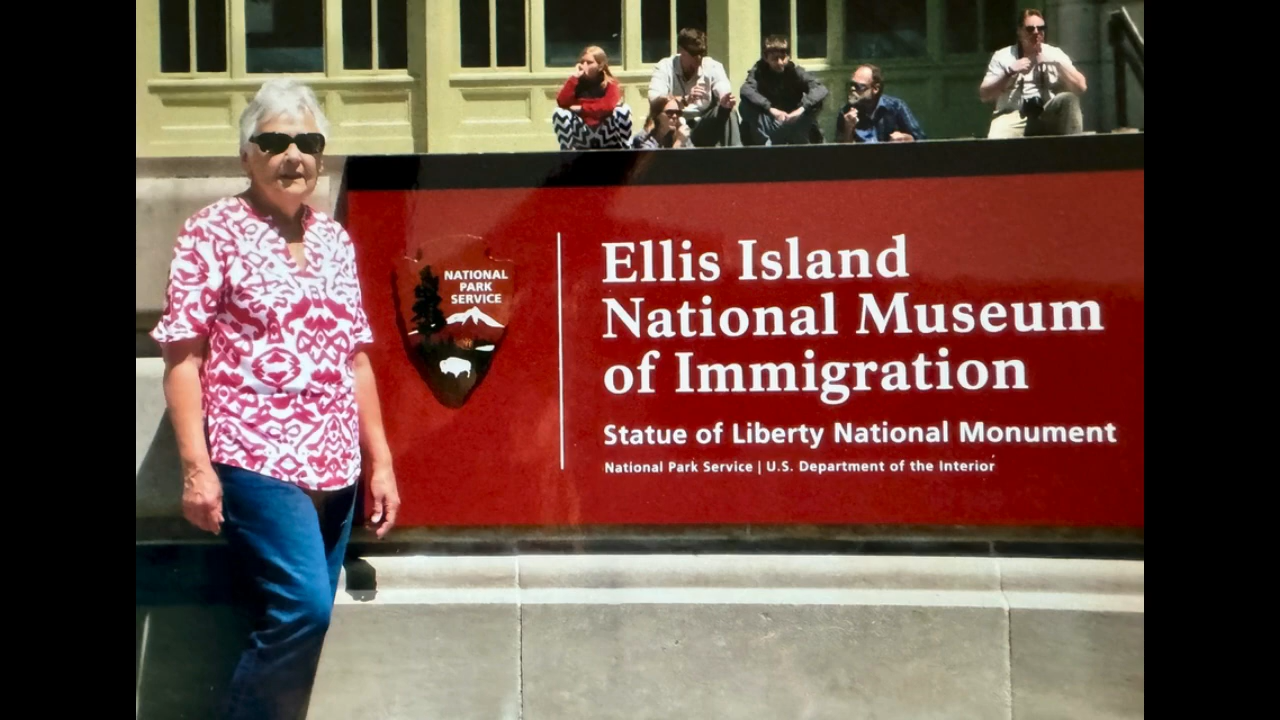 NATIONAL
PARK
SERVICE
Ellis Island
National Museum
of Immigration
Statue of Liberty National Monument
National Park Service | U.S. Department of the Interior